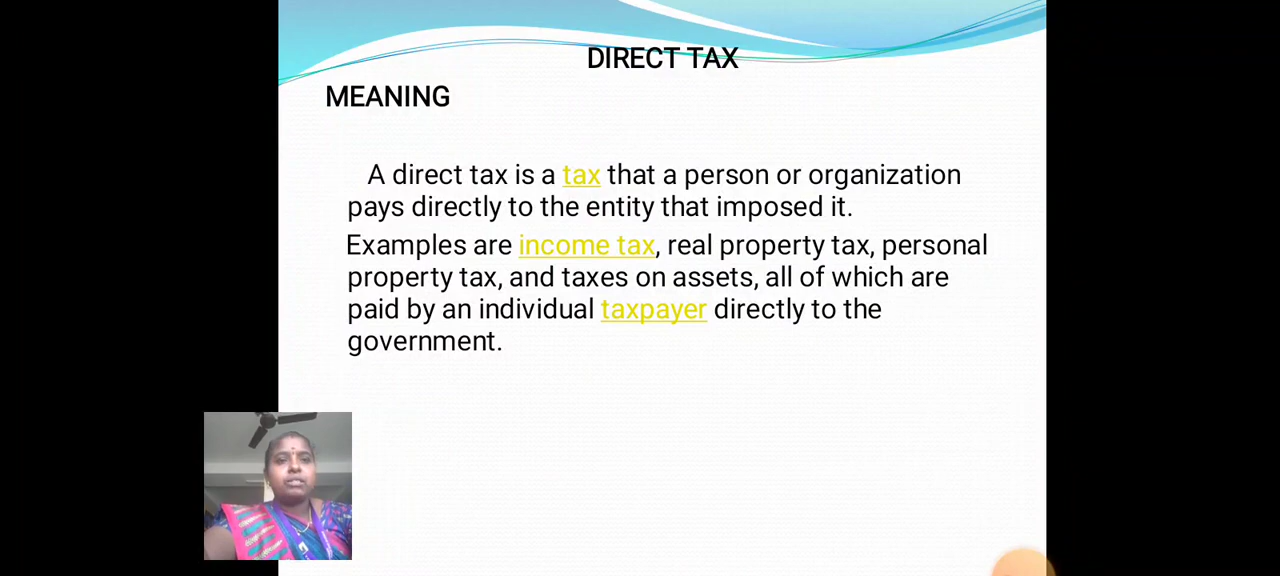 DIRECT TAX
MEANING
A direct tax is a tax that a person or organization
pays directly to the entity that imposed it.
Examples are income tax, real property tax, personal
property tax, and taxes on assets, all of which are
paid by an individual taxpayer directly to the
government.